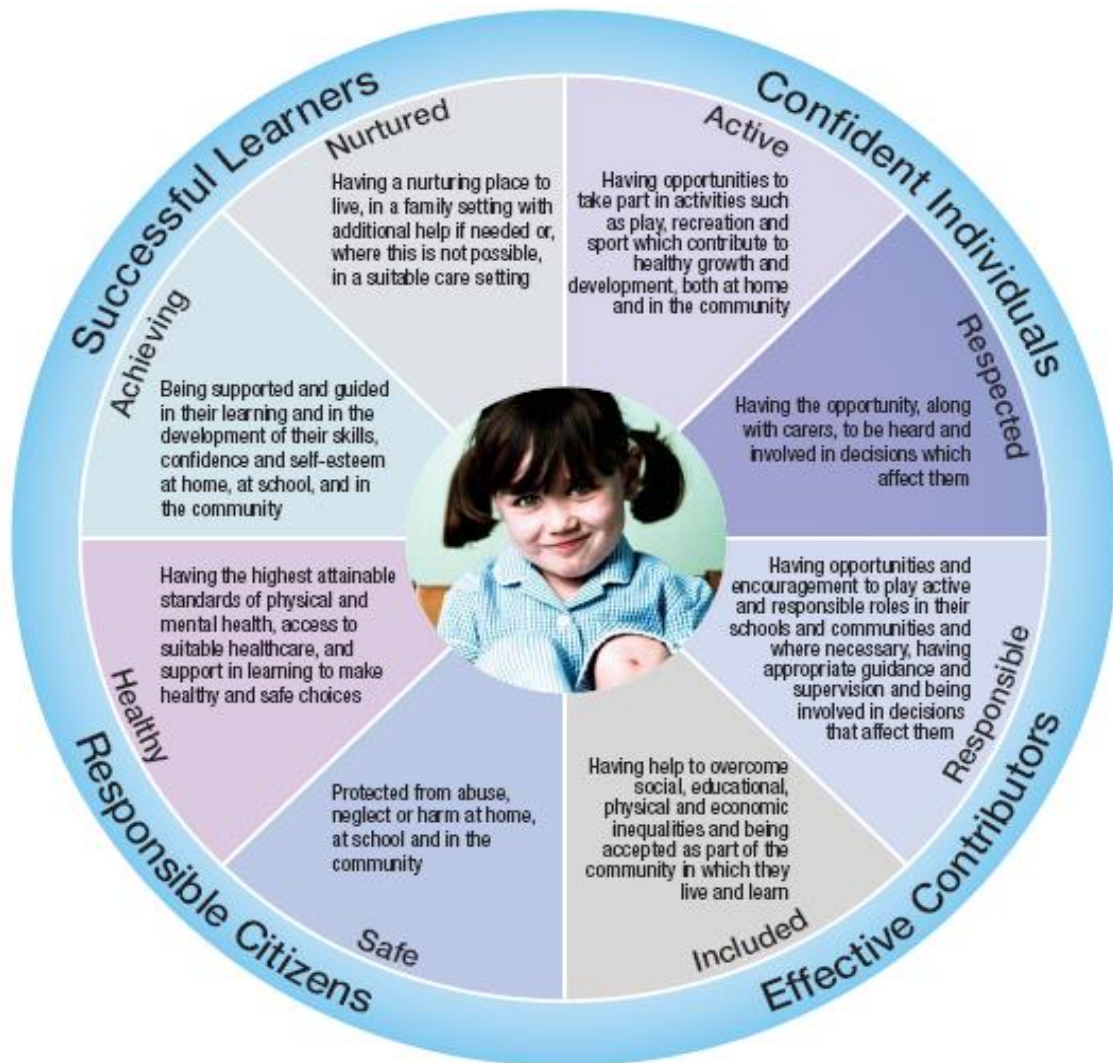 Successful Learners
Confident Individuals
Nurtured
Having a nurturing place to
live, in a family setting with
additional help if needed or,
where this is not possible,
in a suitable care setting
Active
Having opportunities to
take part in activities such
as play, recreation and
sport which contribute to
healthy growth and
development, both at home
and in the community
Achieving
Being supported and guided
in their learning and in the
development of their skills,
confidence and self-esteem
at home, at school, and in
the community
Respected
Having the opportunity, along
with carers, to be heard and
involved in decisions which
affect them
Healthy
Having the highest attainable
standards of physical and
mental health, access to
suitable healthcare, and
support in learning to make
healthy and safe choices
Responsible
Having opportunities and
encouragement to play active
and responsible roles in their
schools and communities and
where necessary, having
appropriate guidance and
supervision and being
involved in decisions
that affect them
Protected from abuse,
neglect or harm at home,
at school and in the
community
Safe
Having help to overcome
social, educational,
physical and economic
inequalities and being
accepted as part of the
community in which they
live and learn
Included
Responsible Citizens
Effective Contributors